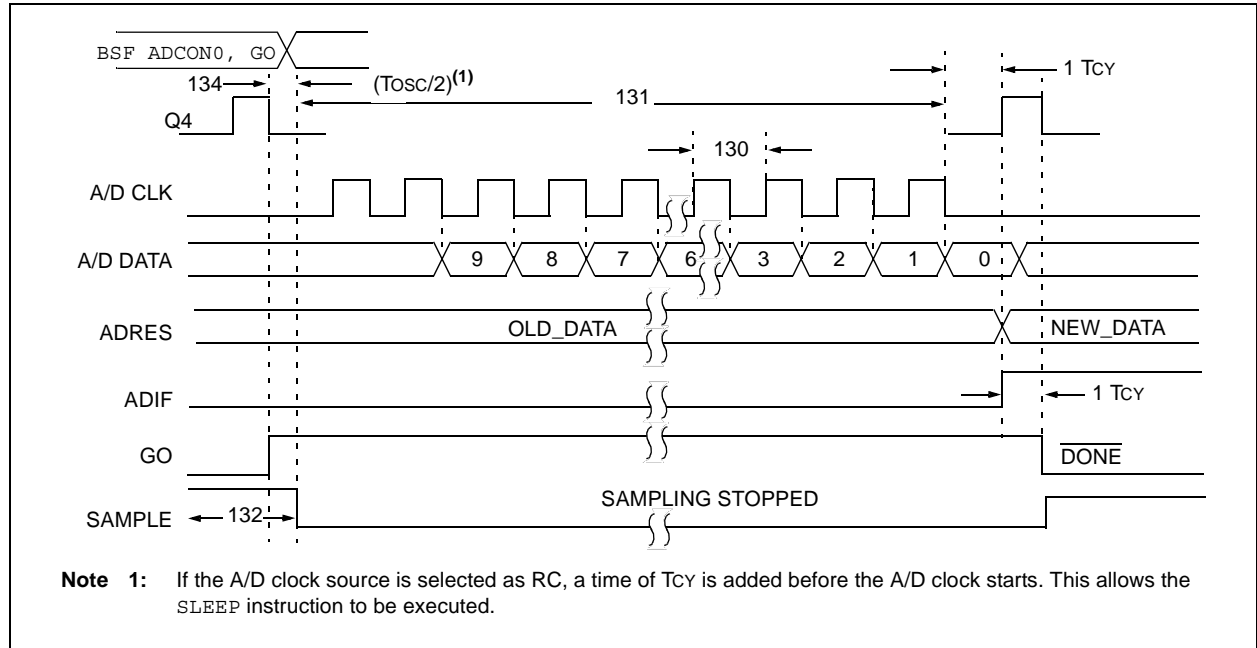 BSF ADCON0, GO
134 (TOSC/2)(1) 131 1 TCY
Q4
130
A/D CLK
A/D DATA 9 8 7 6 3 2 1 0
ADRES OLD_DATA NEW_DATA
ADIF 1 TCY
GO DONE
SAMPLE 132 SAMPLING STOPPED
Note 1: If the A/D clock source is selected as RC, a time of TCY is added before the A/D clock starts. This allows the
SLEEP instruction to be executed.